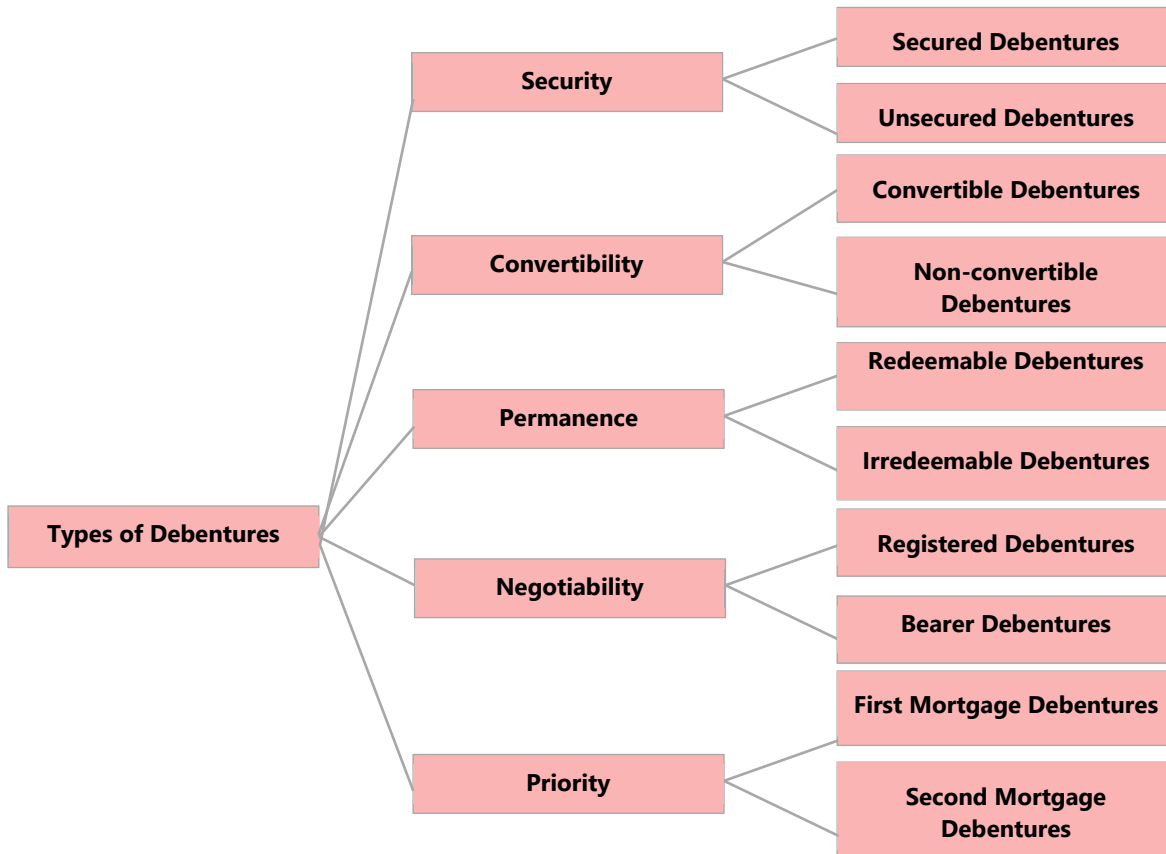 Types of Debentures
Security
Secured Debentures
Unsecured Debentures
Convertibility
Convertible Debentures
Non-convertible
Debentures
Permanence
Redeemable Debentures
Irredeemable Debentures
Negotiability
Registered Debentures
Bearer Debentures
Priority
First Mortgage Debentures
Second Mortgage
Debentures